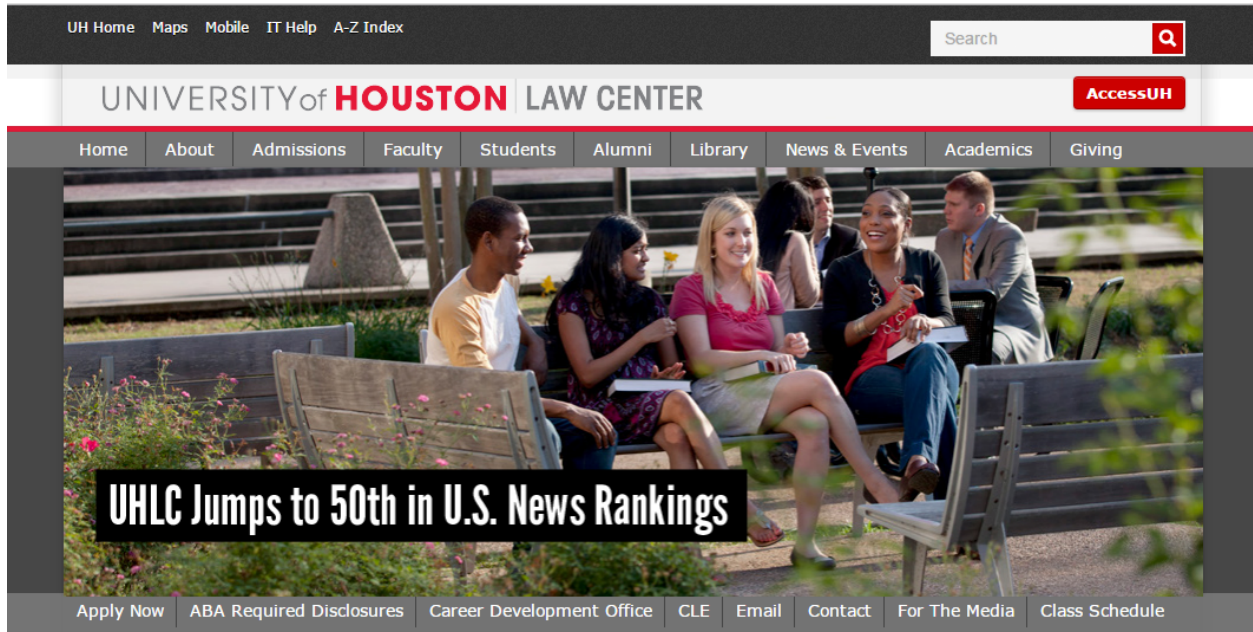 UH Home Maps Mobile IT Help A-Z Index
Search
UNIVERSITY of HOUSTON LAW CENTER
AccessUH
Home About Admissions Faculty Students Alumni Library News & Events Academics Giving
UHLC Jumps to 50th in U.S. News Rankings
Apply Now ABA Required Disclosures Career Development Office CLE Email Contact For The Media Class Schedule